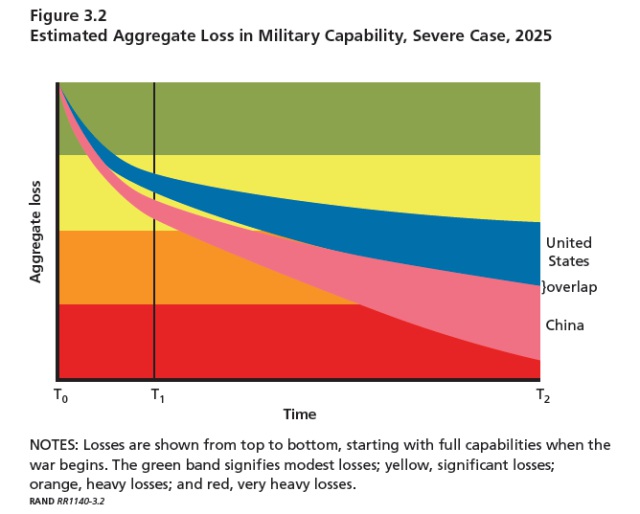 Figure 3.2
Estimated Aggregate Loss in Military Capability, Severe Case, 2025
Aggregate loss
United
States
}overlap
China
T0
T1
T2
Time
NOTES: Losses are shown from top to bottom, starting with full capabilities when the
war begins. The green band signifies modest losses; yellow, significant losses;
orange, heavy losses; and red, very heavy losses.
RAND RR1140-3.2